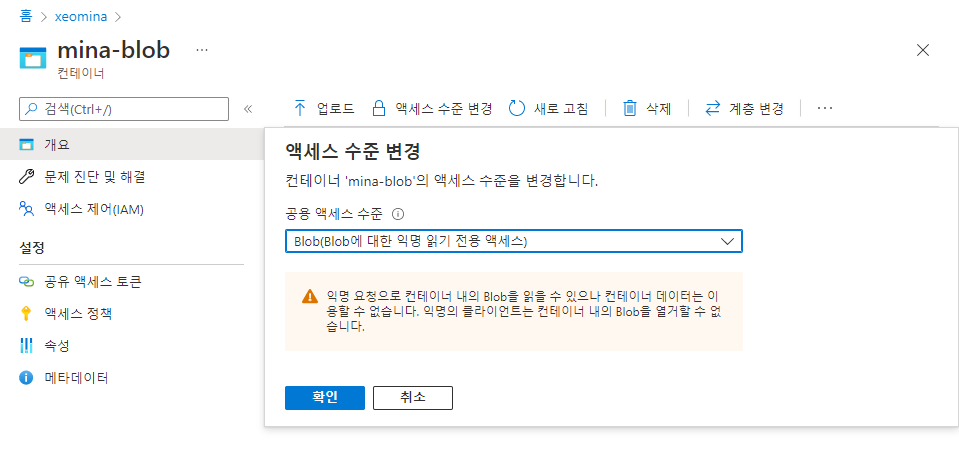 홈 > xeomina >
mina-blob ...
컨테이너
검색(Ctrl+/)
«
업로드
액세스 수준 변경
새로 고침
삭제
계층 변경
...
개요
문제 진단 및 해결
액세스 제어(IAM)
설정
공유 액세스 토큰
액세스 정책
속성
메타데이터
액세스 수준 변경
컨테이너 'mina-blob'의 액세스 수준을 변경합니다.
공용 액세스 수준
Blob(Blob에 대한 익명 읽기 전용 액세스)
익명 요청으로 컨테이너 내의 Blob을 읽을 수 있으나 컨테이너 데이터는 이
용할 수 없습니다. 익명의 클라이언트는 컨테이너 내의 Blob을 열거할 수 없
습니다.
확인
취소